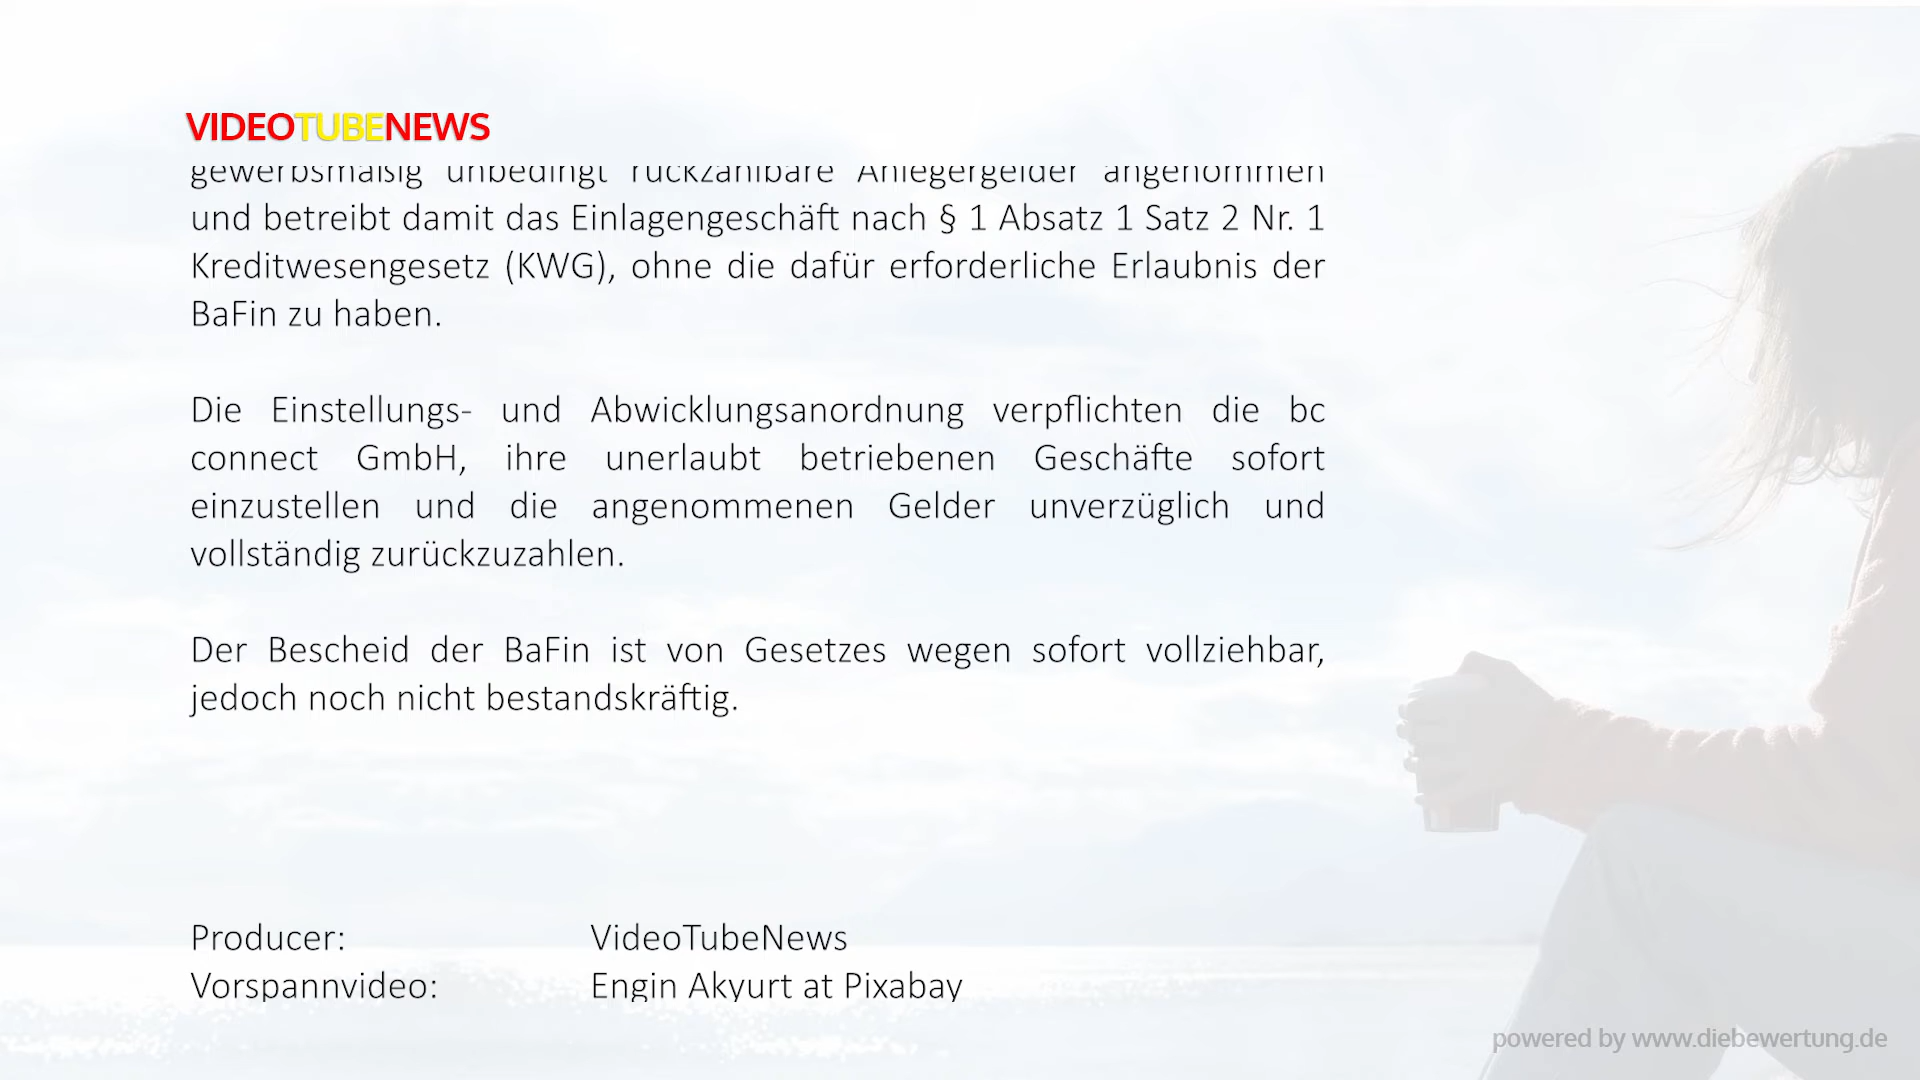 VIDEOTUBENEWS
gewerbsmäßig unbedingt rückzahlbare Anlegergelder angenommen
und betreibt damit das Einlagengeschäft nach § 1 Absatz 1 Satz 2 Nr. 1
Kreditwesengesetz (KWG), ohne die dafür erforderliche Erlaubnis der
BaFin zu haben.
Die Einstellungs- und Abwicklungsanordnung verpflichten die bc
connect GmbH, ihre unerlaubt betriebenen Geschäfte sofort
einzustellen und die angenommenen Gelder unverzüglich und
vollständig zurückzuzahlen.
Der Bescheid der BaFin ist von Gesetzes wegen sofort vollziehbar,
jedoch noch nicht bestandskräftig.
Producer: VideoTubeNews
Vorspannvideo: Engin Akyurt at Pixabay
powered by www.diebewertung.de